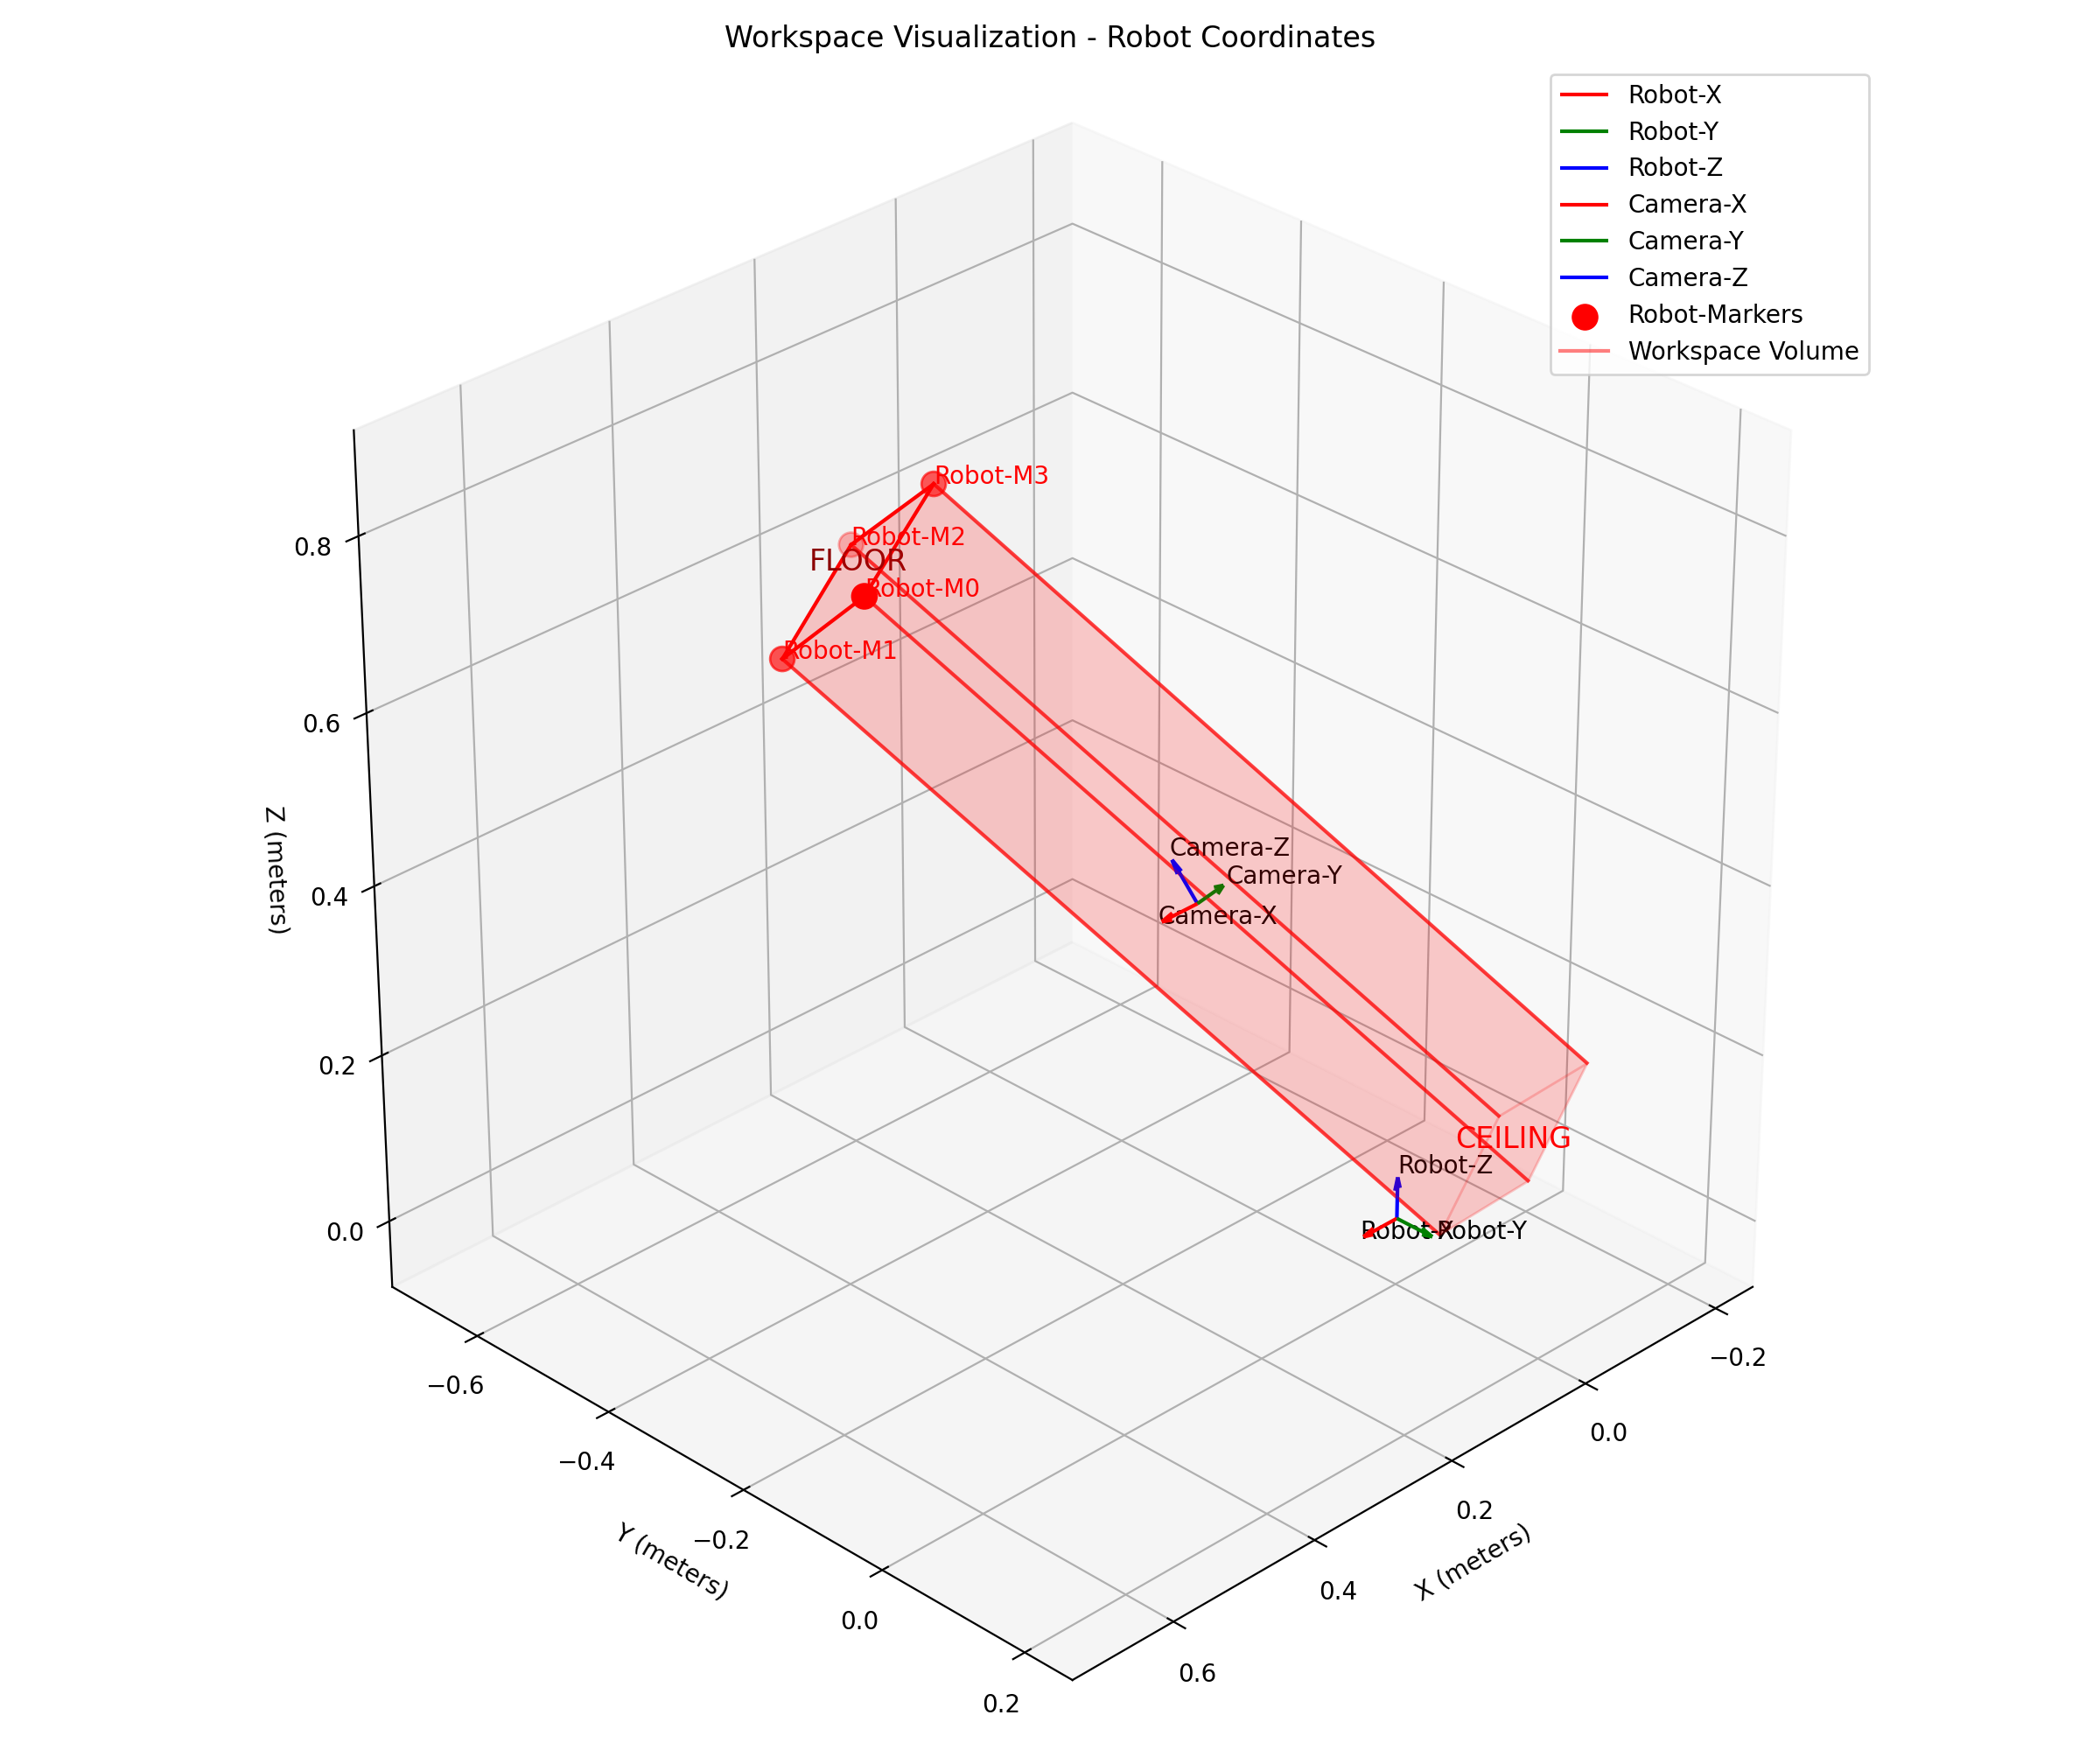 Workspace Visualization - Robot Coordinates
Robot-X
Robot-Y
Robot-Z
Camera-X
Camera-Y
Camera-Z
Robot-Markers
Workspace Volume
Robot-M3
Robot-M2
FLOOR
Robot-M0
Robot-M1
Camera-Z
Camera-Y
Camera-X
CEILING
Robot-Z
Robot-X
Robot-Y
0.8
0.6
0.4
0.2
0.0
Z (meters)
−0.6
−0.4
−0.2
0.0
0.2
Y (meters)
−0.2
0.0
0.2
0.4
0.6
X (meters)